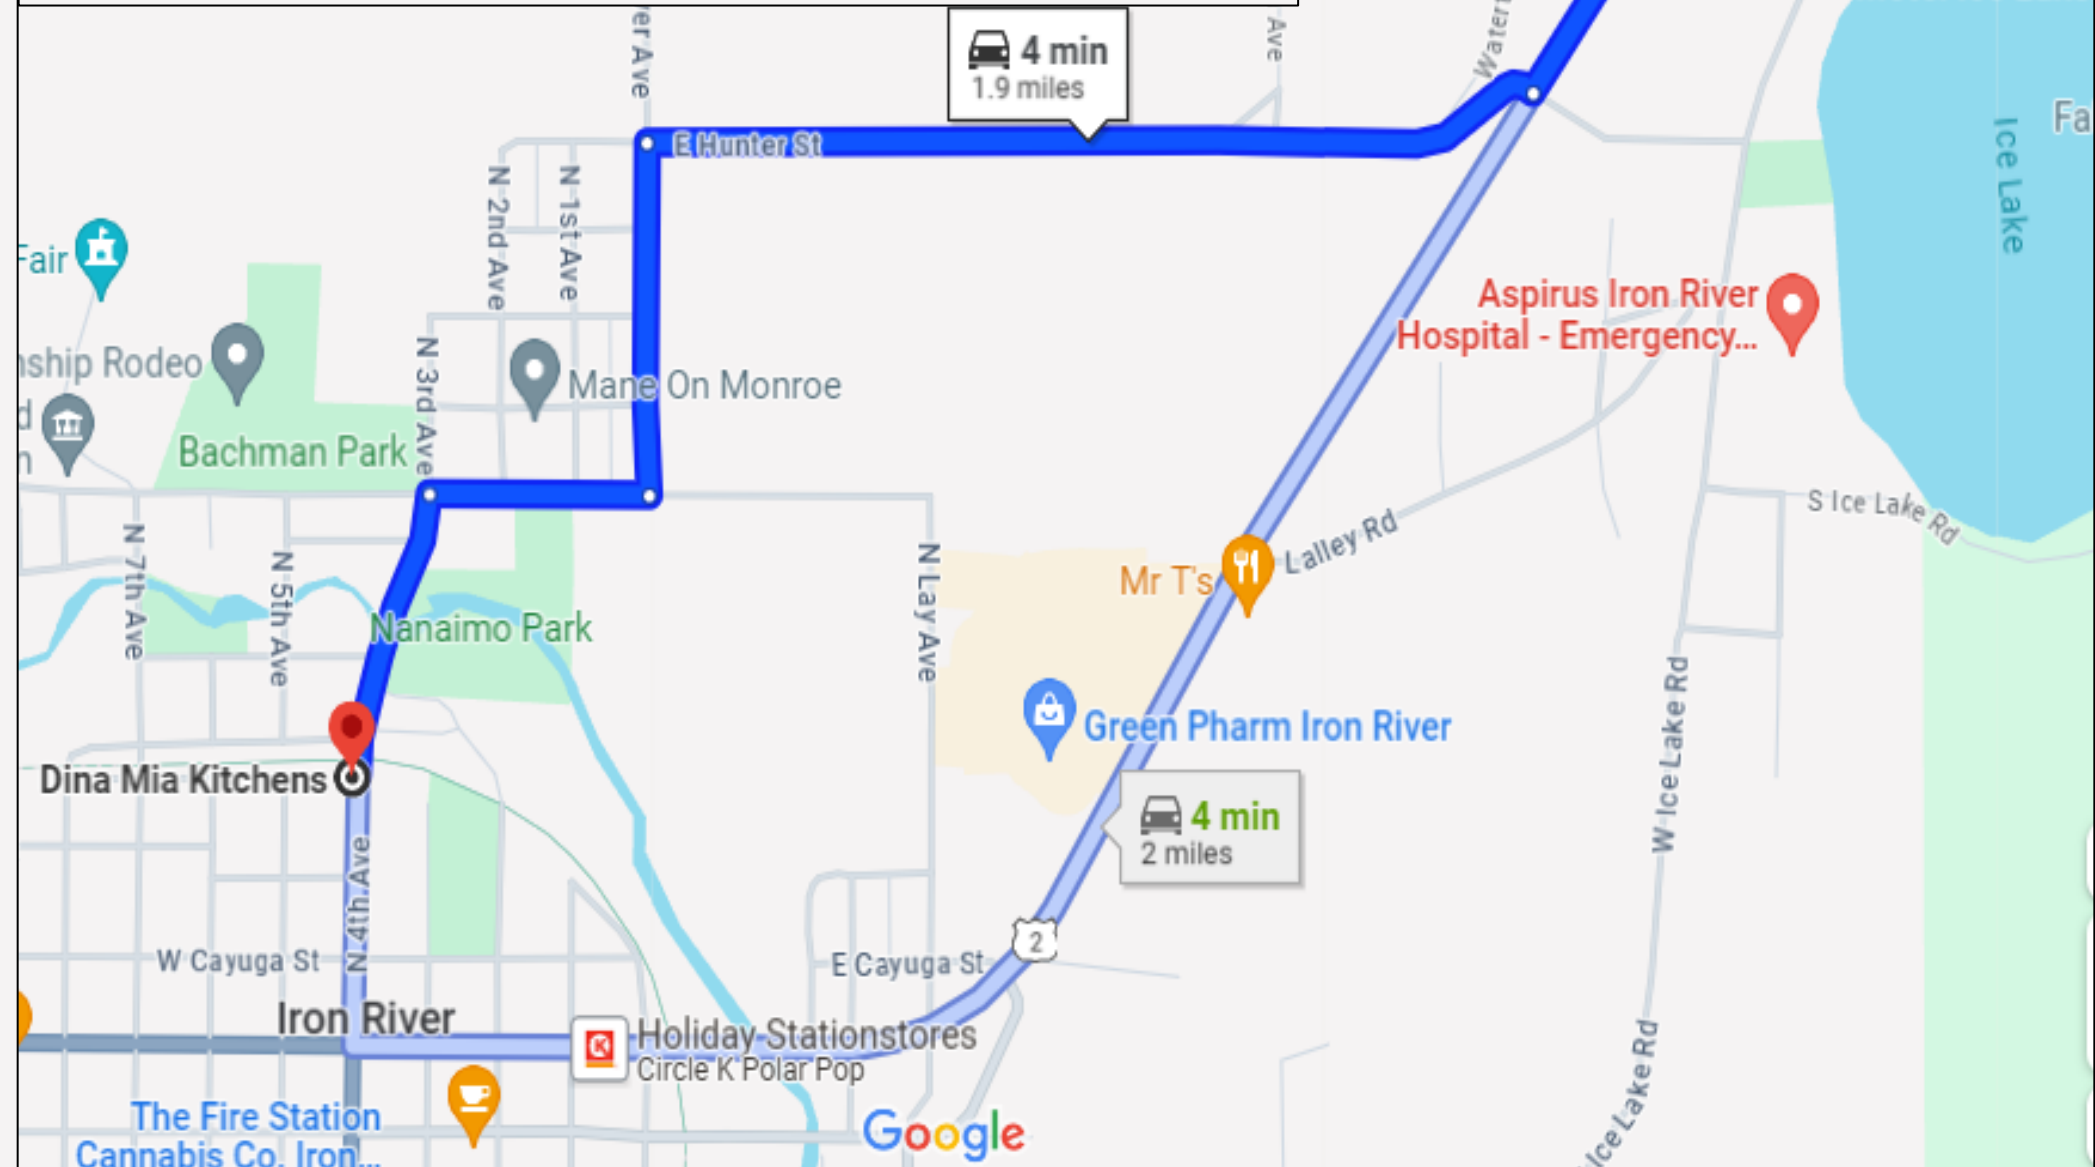 Ave
4 min
1.9 miles
E Hunter St
N 2nd Ave
N 1st Ave
Ice Lake
Fair
Aspirus Iron River
Hospital - Emergency...
Rodeo
N 3rd Ave
Mane On Monroe
Bachman Park
S Ice Lake Rd
N 7th Ave
N 5th Ave
N Lay Ave
Lalley Rd
Mr T's
Nanaimo Park
Green Pharm Iron River
W Ice Lake Rd
Dina Mia Kitchens
4 min
2 miles
N 4th Ave
2
W Cayuga St
E Cayuga St
Iron River
Holiday Stationstores
Circle K Polar Pop
Ice Lake Rd
The Fire Station
Cannabis Co. Iron...
Google